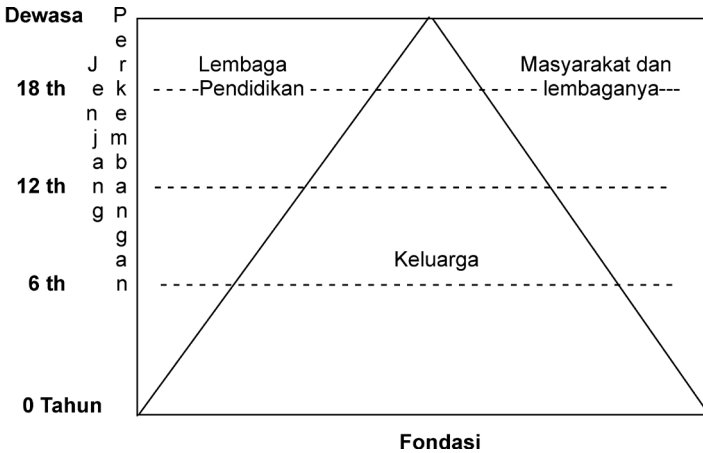 Dewasa
Jenjang
Perkembangan
Lembaga
Pendidikan
Masyarakat dan
lembaganya
18 th
12 th
Keluarga
6 th
0 Tahun
Fondasi